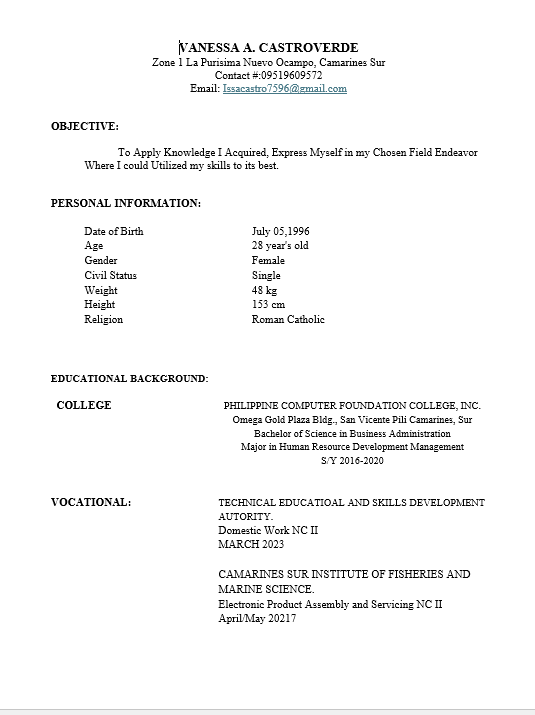 VANESSA A. CASTROVERDE
Zone 1 La Purisima Nuevo Ocampo, Camarines Sur
Contact #:09519609572
Email: Issacastro7596@gmail.com
OBJECTIVE:
To Apply Knowledge I Acquired, Express Myself in my Chosen Field Endeavor
Where I could Utilized my skills to its best.
PERSONAL INFORMATION:
Date of Birth July 05,1996
Age 28 year's old
Gender Female
Civil Status Single
Weight 48 kg
Height 153 cm
Religion Roman Catholic
EDUCATIONAL BACKGROUND:
COLLEGE PHILIPPINE COMPUTER FOUNDATION COLLEGE, INC.
Omega Gold Plaza Bldg., San Vicente Pili Camarines, Sur
Bachelor of Science in Business Administration
Major in Human Resource Development Management
S/Y 2016-2020
VOCATIONAL: TECHNICAL EDUCATIOAL AND SKILLS DEVELOPMENT
AUTORITY.
Domestic Work NC II
MARCH 2023
CAMARINES SUR INSTITUTE OF FISHERIES AND
MARINE SCIENCE.
Electronic Product Assembly and Servicing NC II
April/May 20217